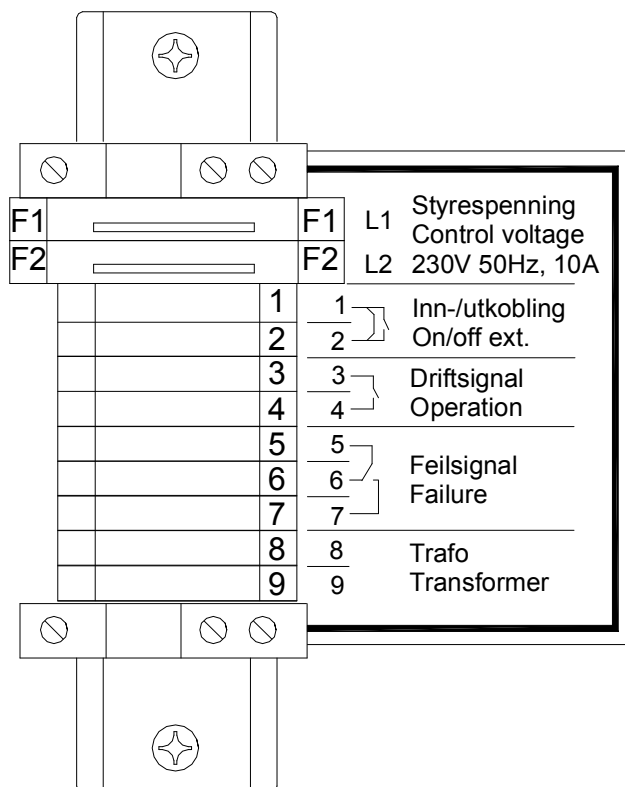 F1 F1 L1 Styrespenning
Control voltage
F2 F2 L2 230V 50Hz, 10A
1 1 Inn-/utkobling
2 2 On/off ext.
3 3 Driftsignal
4 4 Operation
5 5
6 6 Feilsignal
Failure
7 7
8 8 Trafo
9 9 Transformer